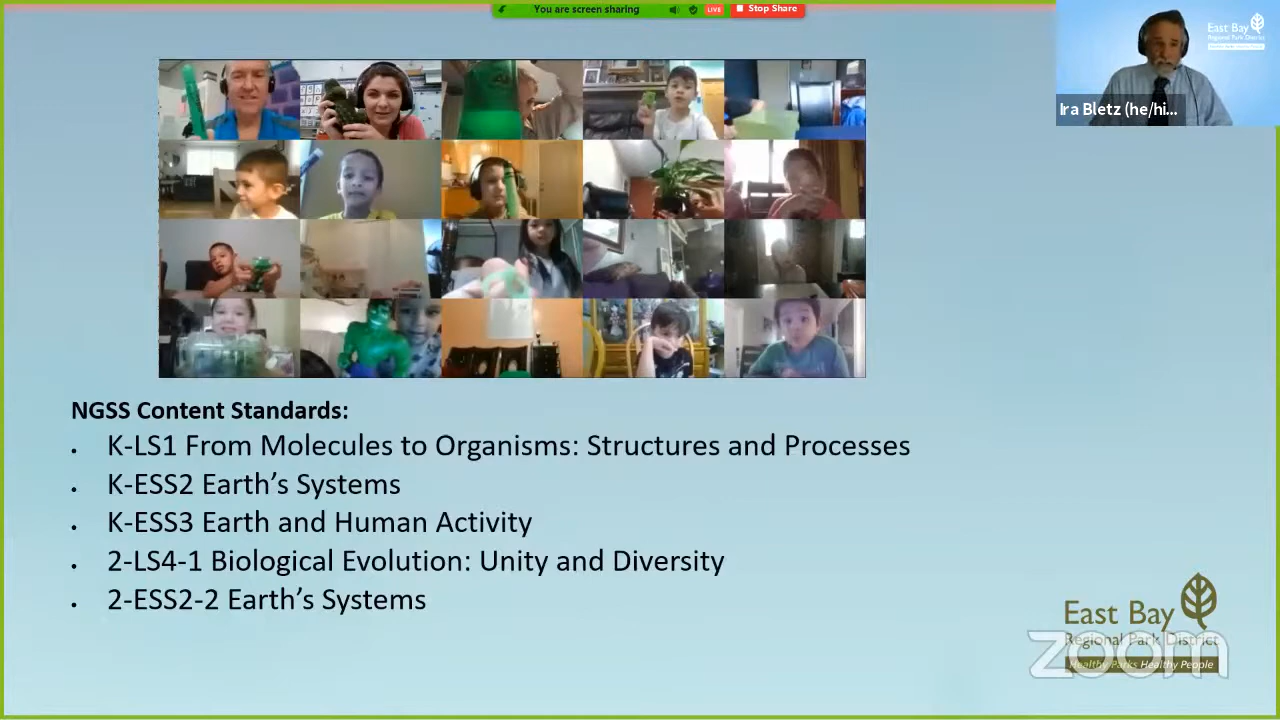 You are screen sharing
LIVE
Stop Share
East Bay
Regional Park District
Ira Bletz (he/hi...
NGSS Content Standards:
• K-LS1 From Molecules to Organisms: Structures and Processes
• K-ESS2 Earth’s Systems
• K-ESS3 Earth and Human Activity
• 2-LS4-1 Biological Evolution: Unity and Diversity
• 2-ESS2-2 Earth’s Systems
East Bay
Regional Park District
zoom
Healthy Parks Healthy People